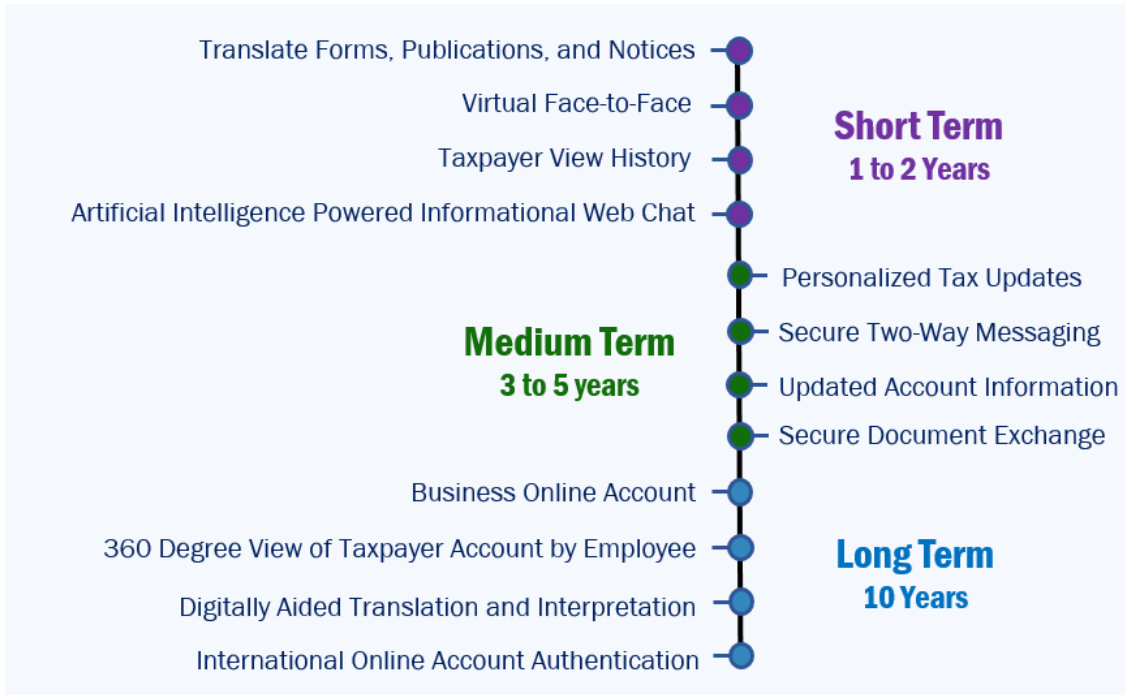 Translate Forms, Publications, and Notices
Virtual Face-to-Face
Taxpayer View History
Artificial Intelligence Powered Informational Web Chat
Short Term
1 to 2 Years
Personalized Tax Updates
Secure Two-Way Messaging
Updated Account Information
Secure Document Exchange
Medium Term
3 to 5 years
Business Online Account
360 Degree View of Taxpayer Account by Employee
Digitally Aided Translation and Interpretation
International Online Account Authentication
Long Term
10 Years